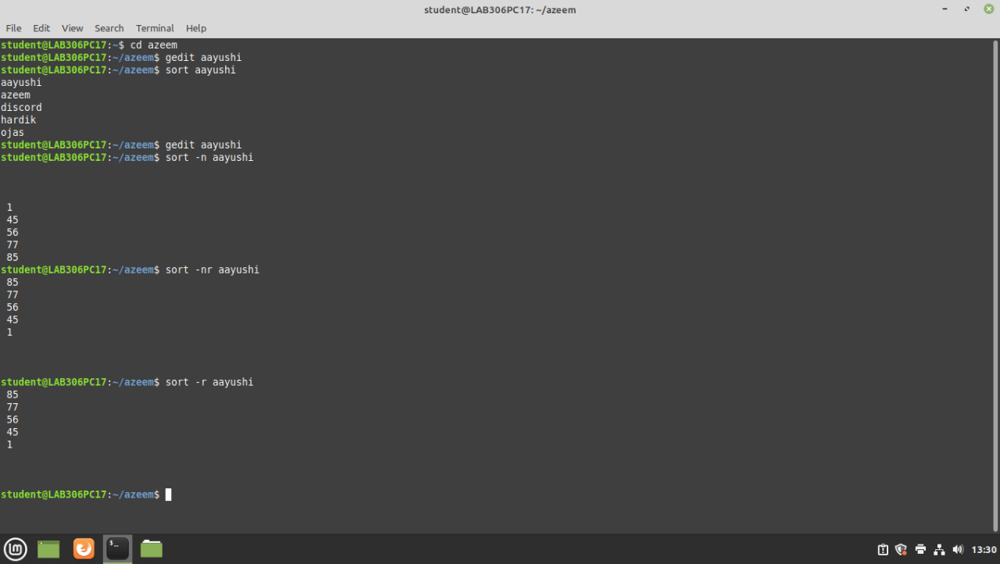 student@LAB306PC17: ~/azeem
File Edit View Search Terminal Help
student@LAB306PC17:~$ cd azeem
student@LAB306PC17:~/azeem$ gedit aayushi
student@LAB306PC17:~/azeem$ sort aayushi
aayushi
azeem
discord
hardik
ojas
student@LAB306PC17:~/azeem$ gedit aayushi
student@LAB306PC17:~/azeem$ sort -n aayushi
1
45
56
77
85
student@LAB306PC17:~/azeem$ sort -nr aayushi
85
77
56
45
1
student@LAB306PC17:~/azeem$ sort -r aayushi
85
77
56
45
1
student@LAB306PC17:~/azeem$
$_
13:30